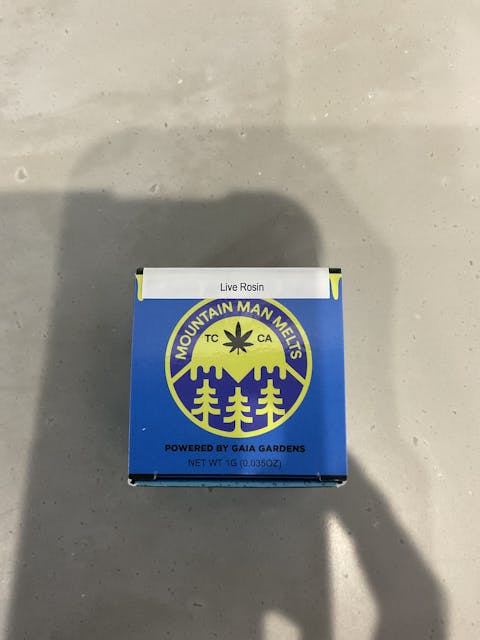 Live Rosin
MOUNTAIN MAN MELTS
TC CA
POWERED BY GAIA GARDENS
NET WT 1G (0.035OZ)